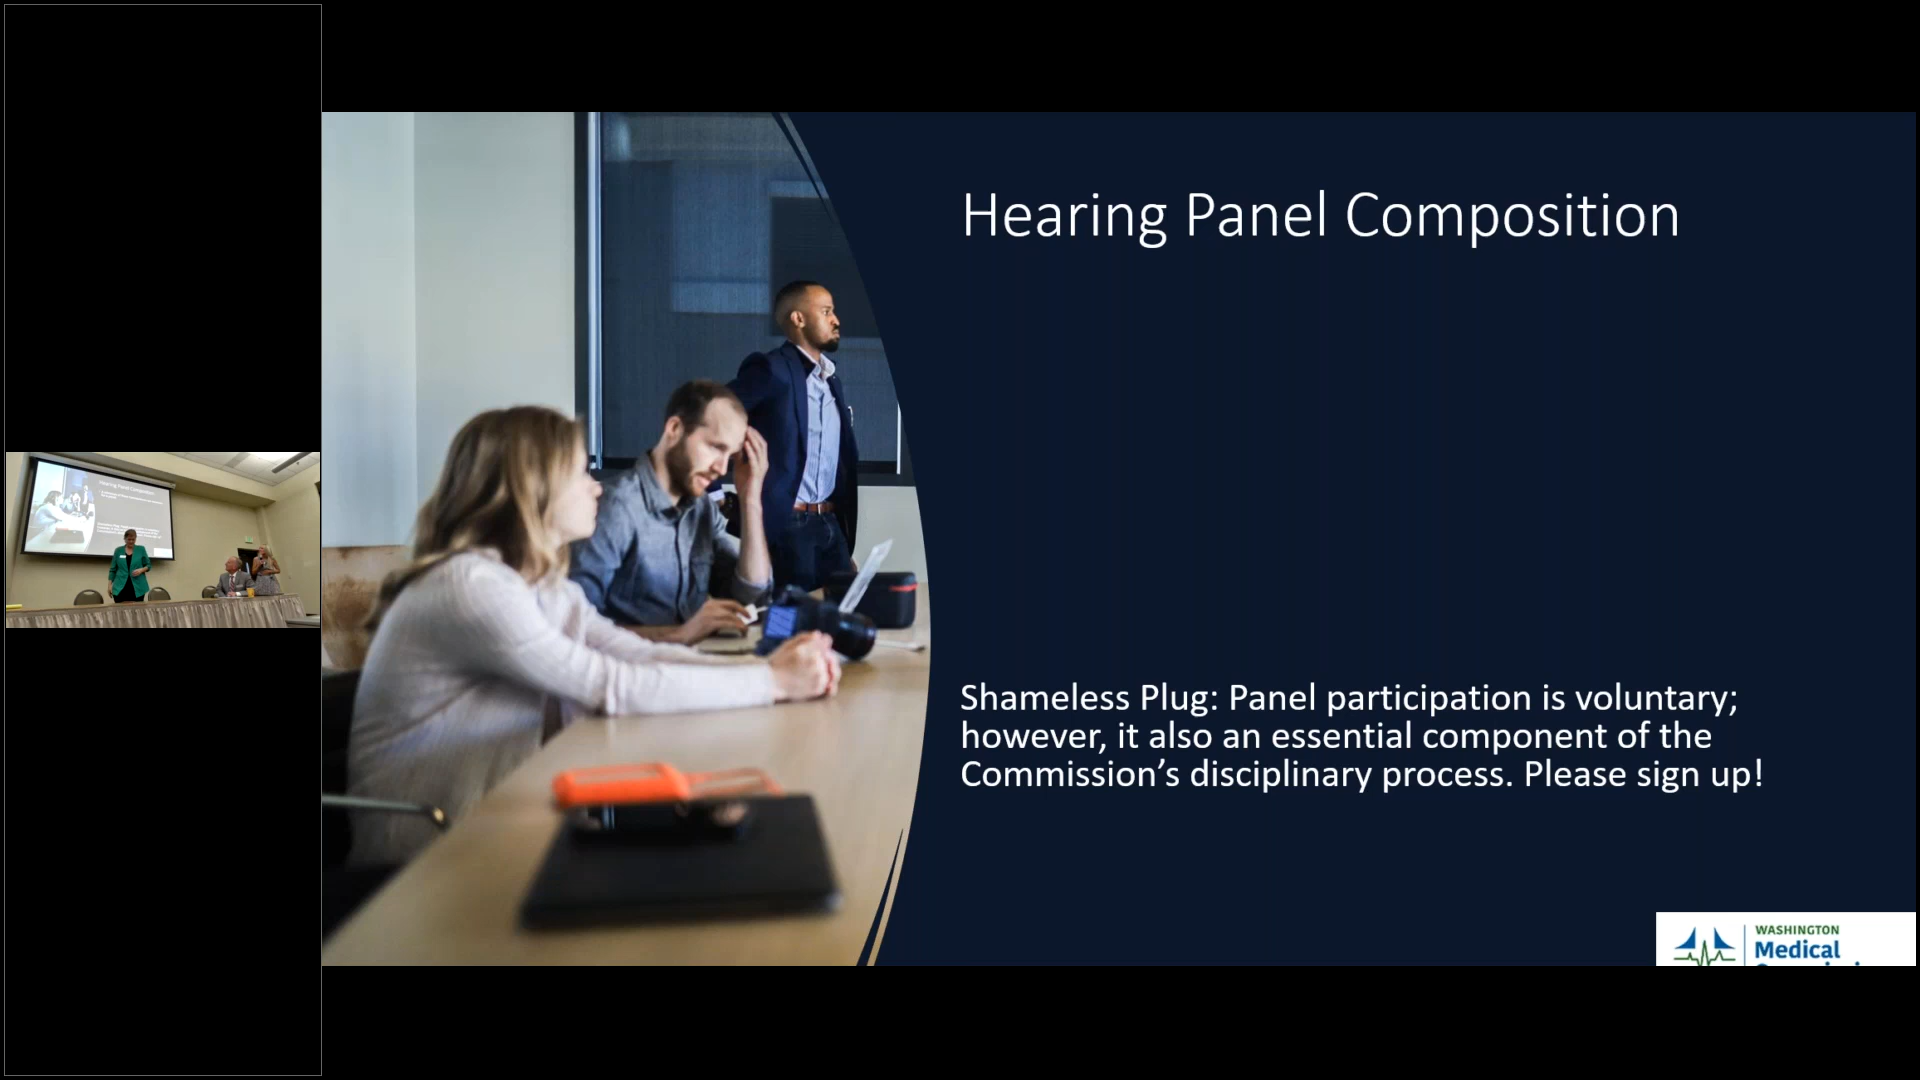 Hearing Panel Composition
Shameless Plug: Panel participation is voluntary;
however, it also an essential component of the
Commission’s disciplinary process. Please sign up!
WASHINGTON
Medical